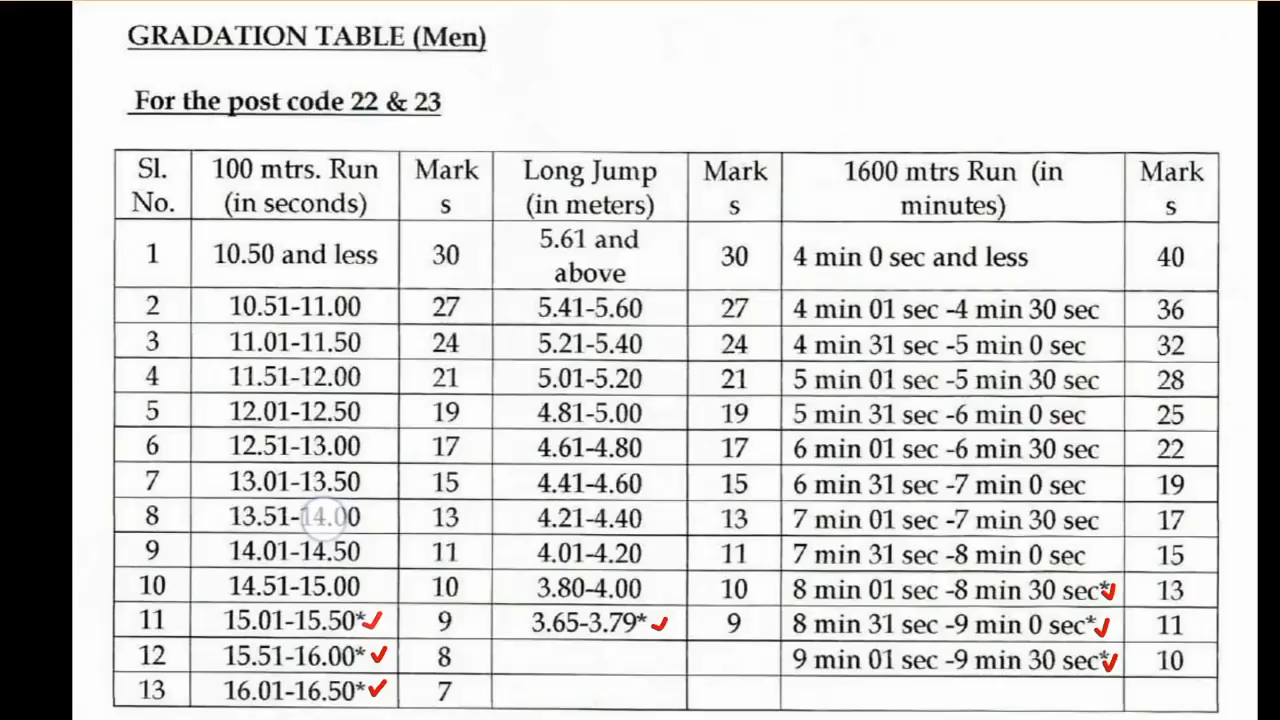 GRADATION TABLE (Men)
For the post code 22 & 23
Sl. No. 100 mtrs. Run (in seconds) Mark s Long Jump (in meters) Mark s 1600 mtrs Run (in minutes) Mark s
1 10.50 and less 30 5.61 and above 30 4 min 0 sec and less 40
2 10.51-11.00 27 5.41-5.60 27 4 min 01 sec -4 min 30 sec 36
3 11.01-11.50 24 5.21-5.40 24 4 min 31 sec -5 min 0 sec 32
4 11.51-12.00 21 5.01-5.20 21 5 min 01 sec -5 min 30 sec 28
5 12.01-12.50 19 4.81-5.00 19 5 min 31 sec -6 min 0 sec 25
6 12.51-13.00 17 4.61-4.80 17 6 min 01 sec -6 min 30 sec 22
7 13.01-13.50 15 4.41-4.60 15 6 min 31 sec -7 min 0 sec 19
8 13.51-14.00 13 4.21-4.40 13 7 min 01 sec -7 min 30 sec 17
9 14.01-14.50 11 4.01-4.20 11 7 min 31 sec -8 min 0 sec 15
10 14.51-15.00 10 3.80-4.00 10 8 min 01 sec -8 min 30 sec* 13
11 15.01-15.50* 9 3.65-3.79* 9 8 min 31 sec -9 min 0 sec* 11
12 15.51-16.00* 8 9 min 01 sec -9 min 30 sec* 10
13 16.01-16.50* 7